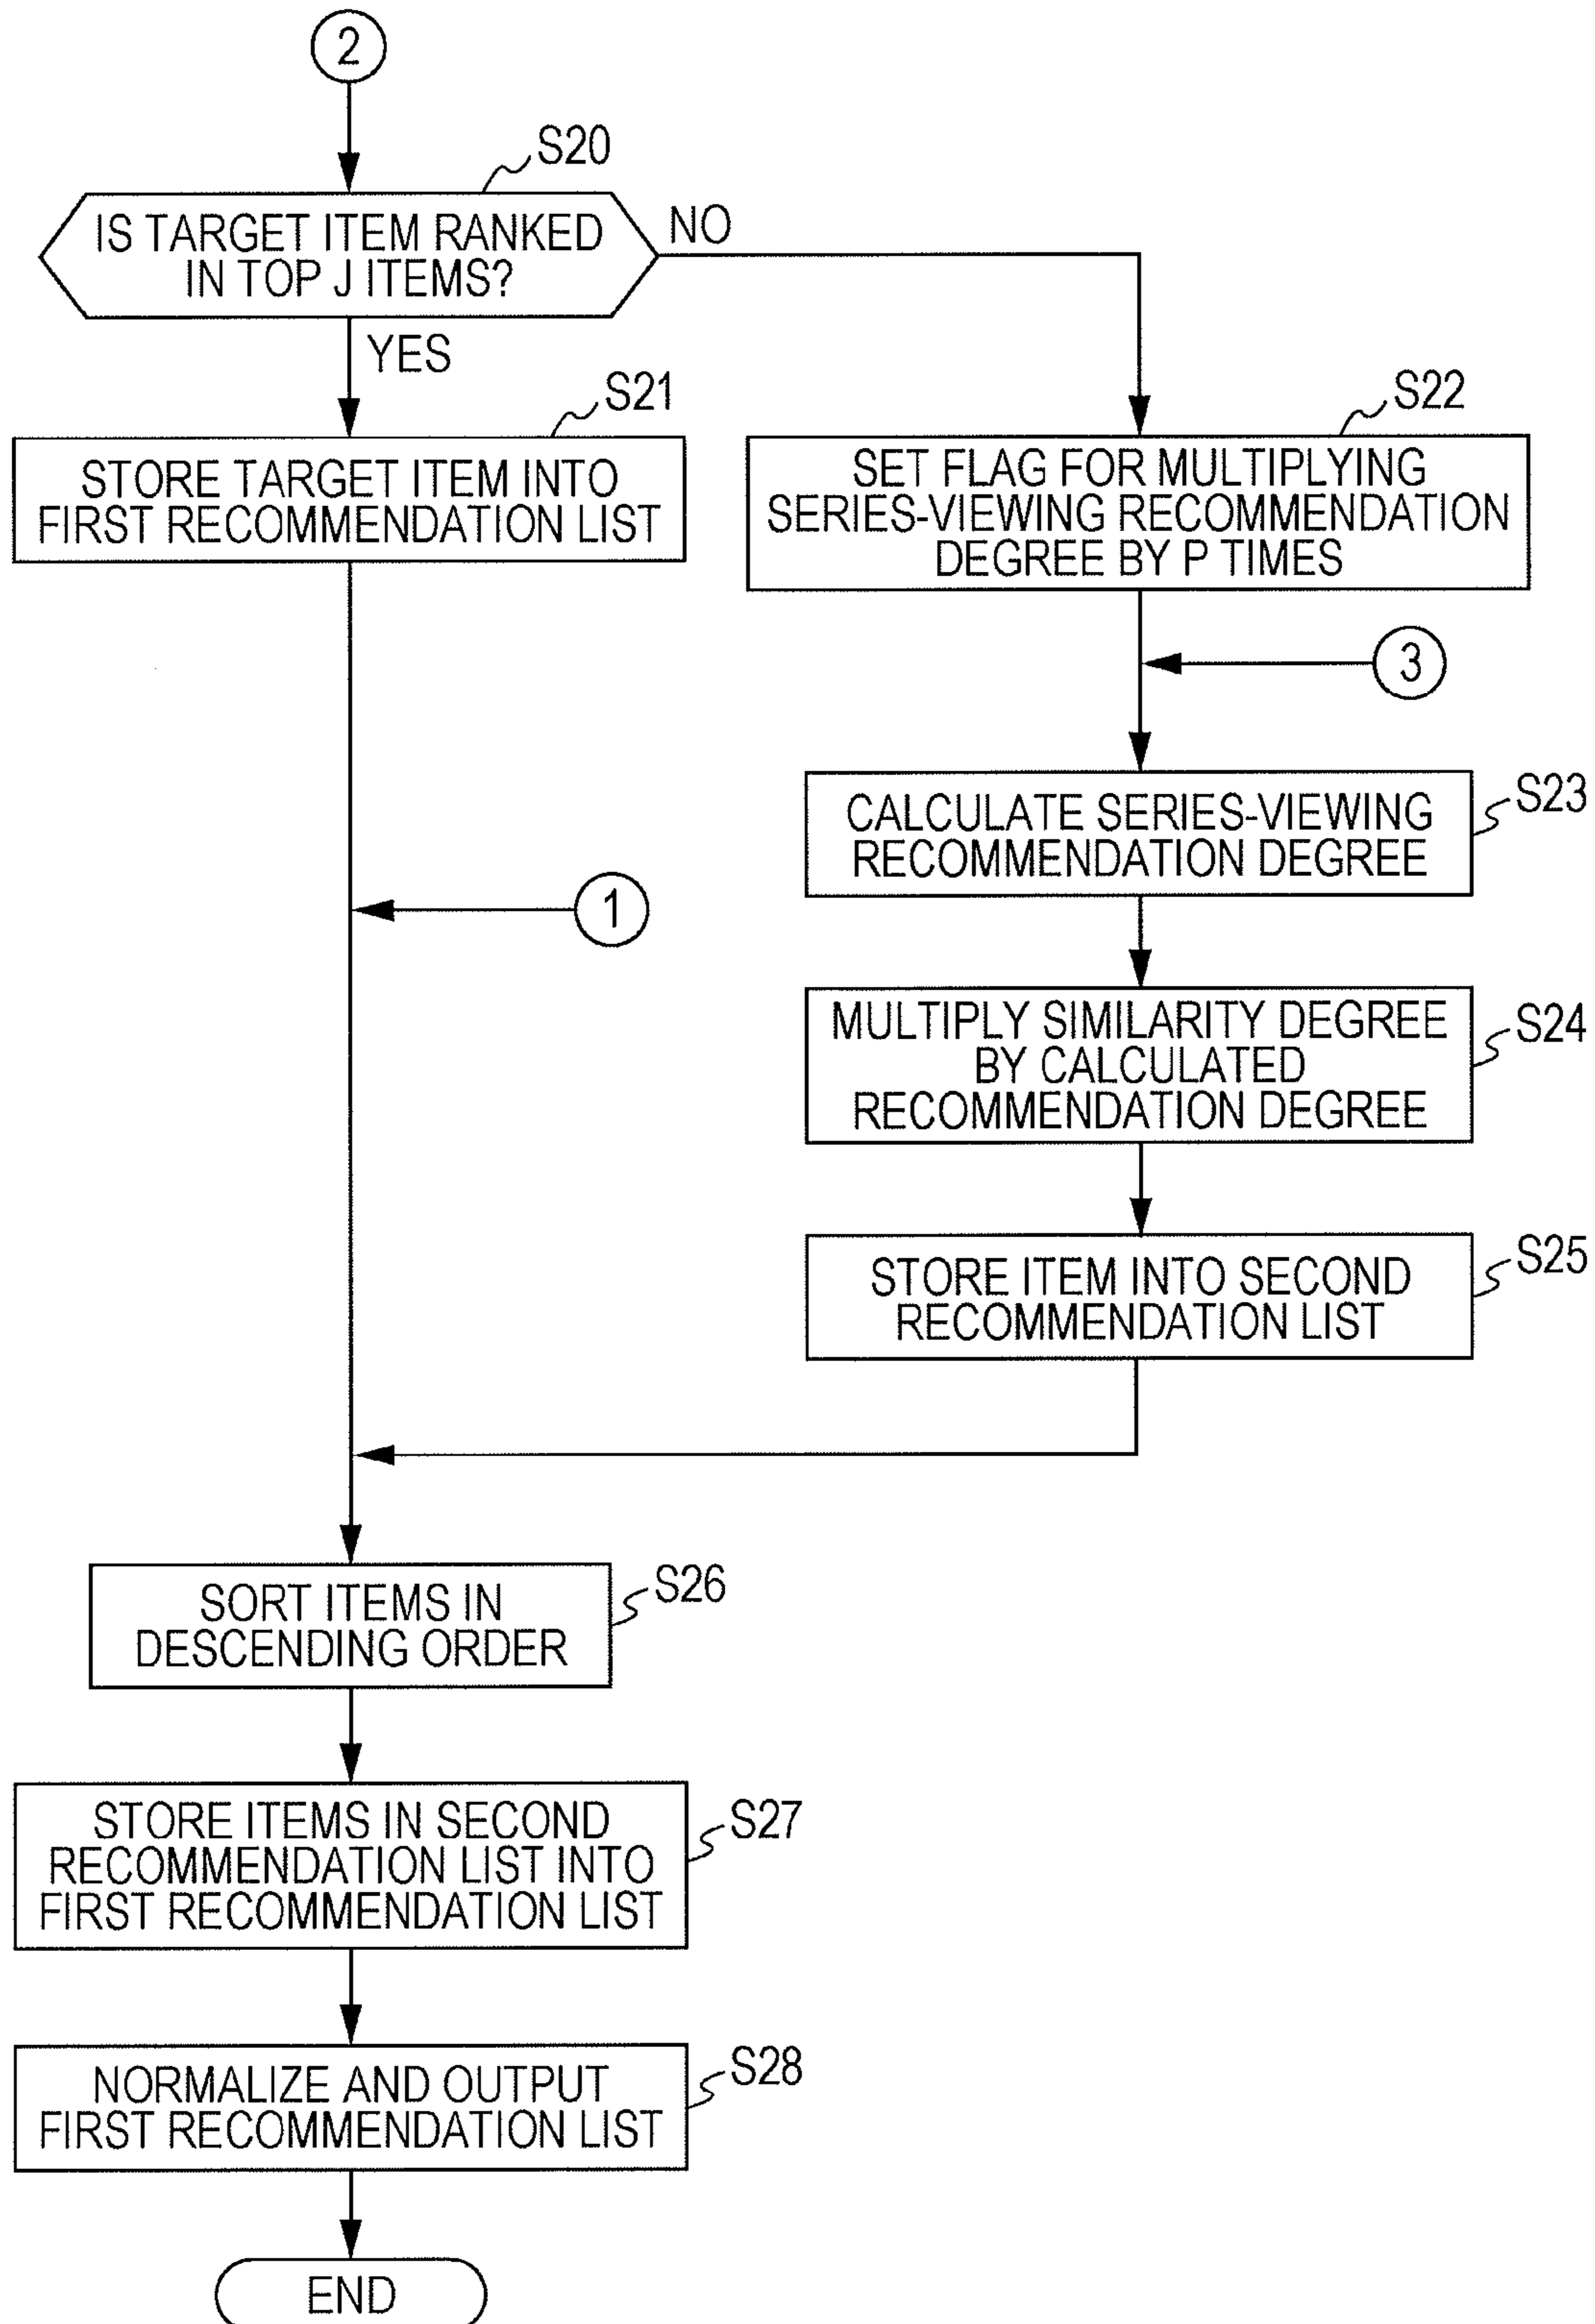 2
S20
IS TARGET ITEM RANKED
IN TOP J ITEMS?
NO
YES
S21
STORE TARGET ITEM INTO
FIRST RECOMMENDATION LIST
S22
SET FLAG FOR MULTIPLYING
SERIES-VIEWING RECOMMENDATION
DEGREE BY P TIMES
3
S23
CALCULATE SERIES-VIEWING
RECOMMENDATION DEGREE
1
S24
MULTIPLY SIMILARITY DEGREE
BY CALCULATED
RECOMMENDATION DEGREE
S25
STORE ITEM INTO SECOND
RECOMMENDATION LIST
S26
SORT ITEMS IN
DESCENDING ORDER
S27
STORE ITEMS IN SECOND
RECOMMENDATION LIST INTO
FIRST RECOMMENDATION LIST
S28
NORMALIZE AND OUTPUT
FIRST RECOMMENDATION LIST
END